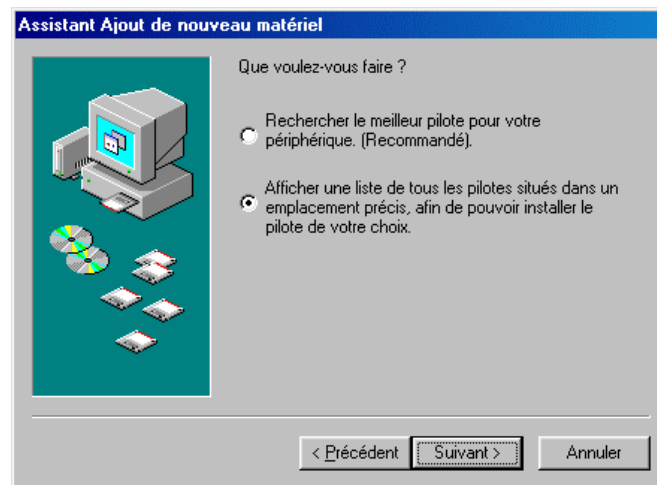 Assistant Ajout de nouveau matériel
Que voulez-vous faire ?
Rechercher le meilleur pilote pour votre
périphérique. (Recommandé).
Afficher une liste de tous les pilotes situés dans un
emplacement précis, afin de pouvoir installer le
pilote de votre choix.
< Précédent
Suivant >
Annuler